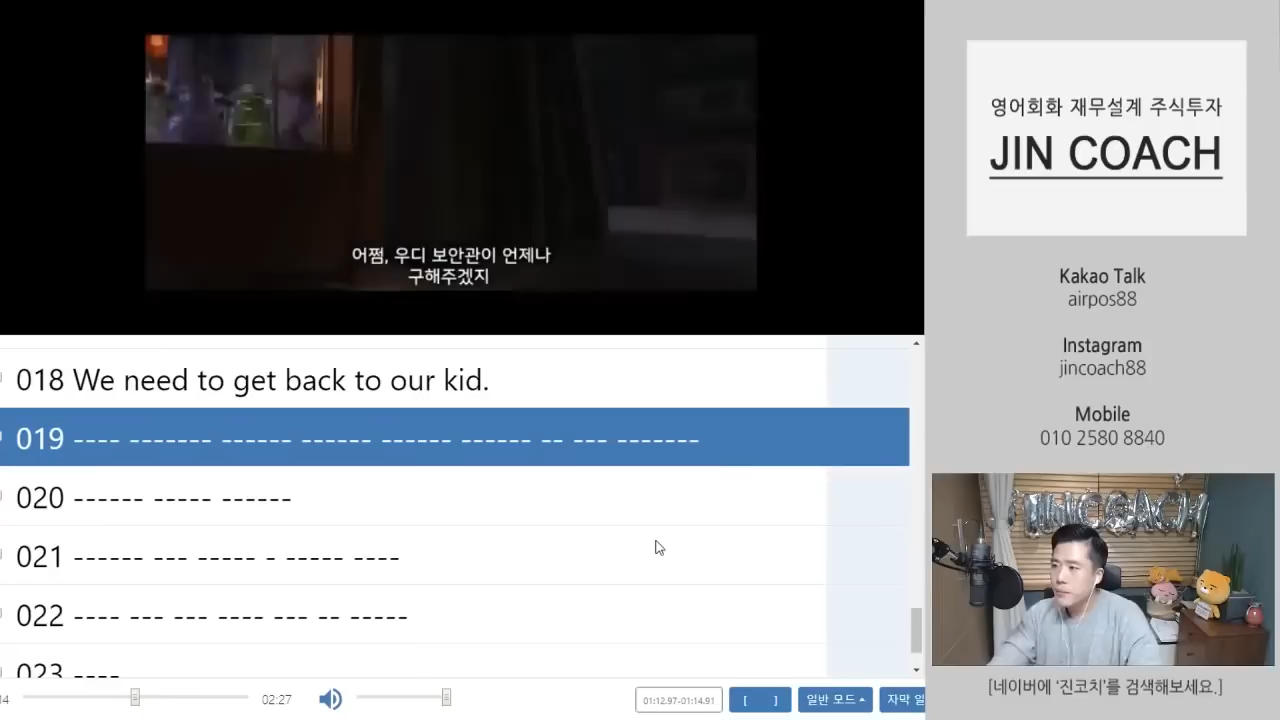 어쩜, 우디 보안관이 언제나
구해주겠지
018 We need to get back to our kid.
019 ---- ------- ------ ------ ------ ------ -- --- -------
020 ------ ----- ------
021 ------ --- ----- - ----- ----
022 ---- --- --- ---- --- -- -----
023 ----
02:27
01:12.97-01:14.91
[ ]
일반 모드
자막 일
영어회화 재무설계 주식투자
JIN COACH
Kakao Talk
airpos88
Instagram
jincoach88
Mobile
010 2580 8840
JINCOACH
[네이버에 '진코치'를 검색해보세요.]